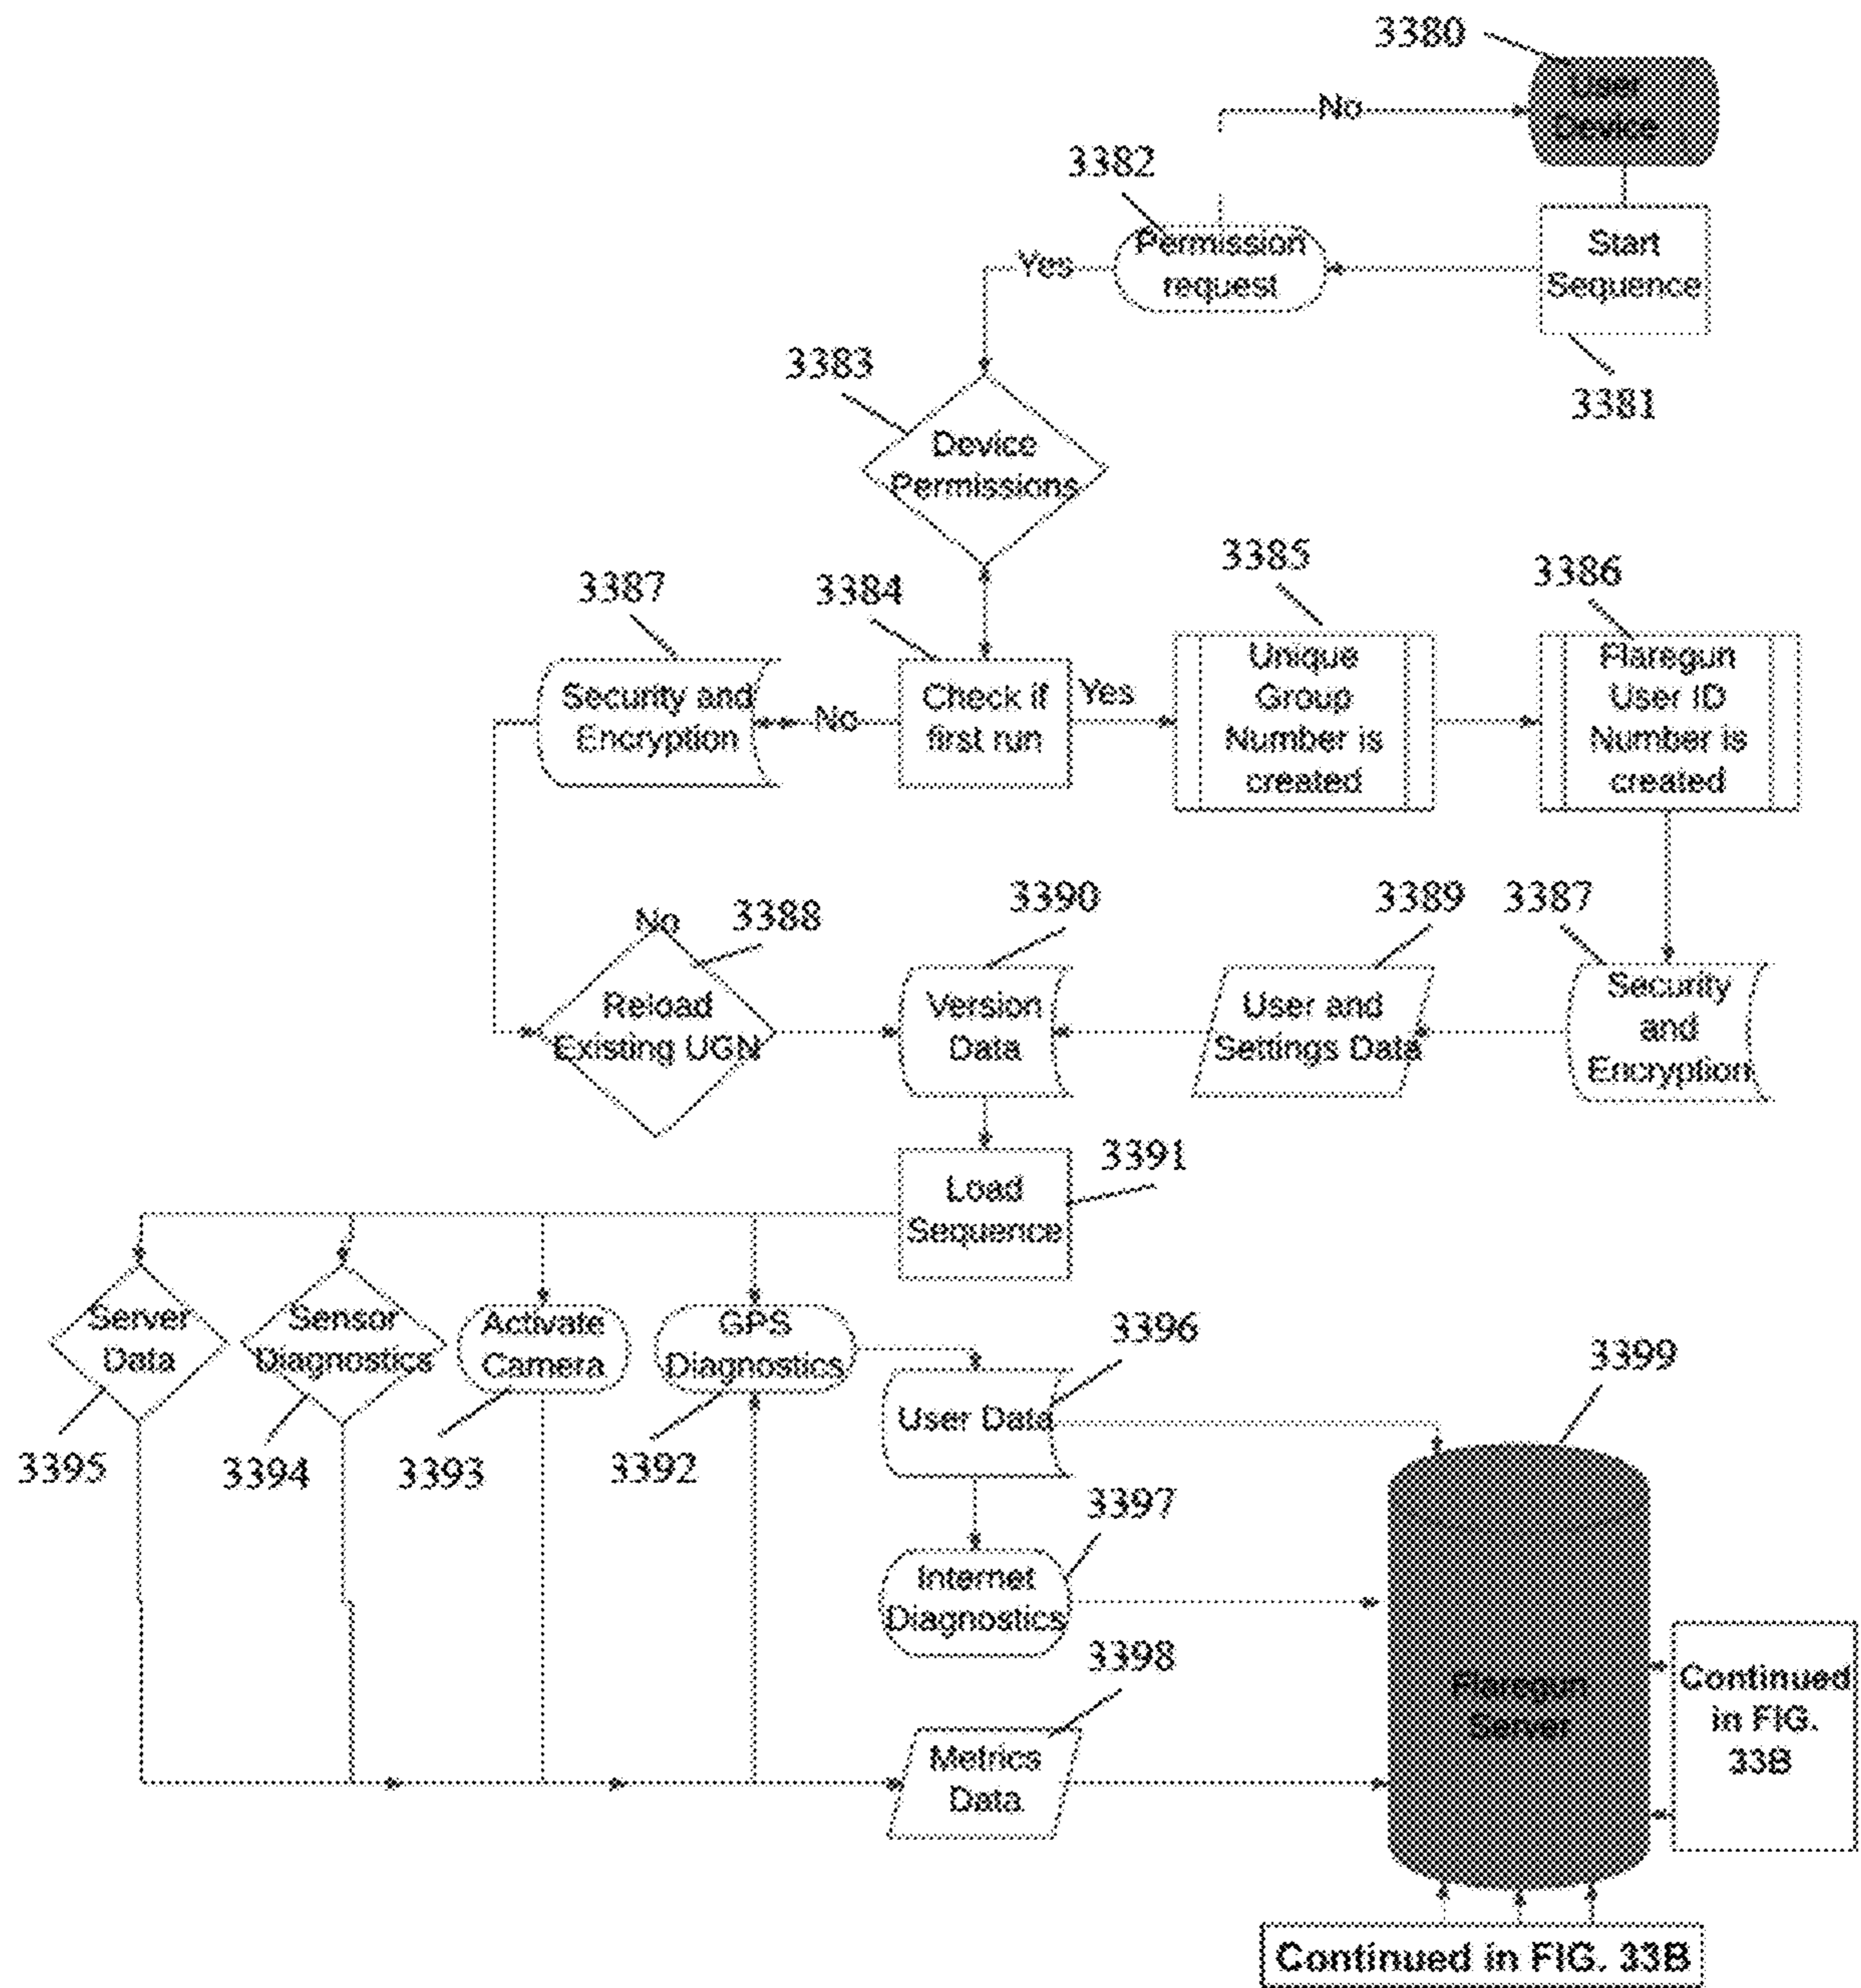 3380
User
Device
No
3382
Permission
request
Yes
Start
Sequence
3381
3383
Device
Permissions
3385
3386
3387
3384
Security and
Encryption
No
Check if
first run
Yes
Unique
Group
Number is
created
Flaregun
User ID
Number is
created
No
3388
3390
3389
3387
Reload
Existing UGN
Version
Data
User and
Settings Data
Security
and
Encryption
3391
Load
Sequence
Server
Data
Sensor
Diagnostics
Activate
Camera
GPS
Diagnostics
3396
3399
User Data
3395
3394
3393
3392
3397
Internet
Diagnostics
3398
Metrics
Data
Flaregun
Server
Continued
in FIG.
33B
Continued in FIG. 33B